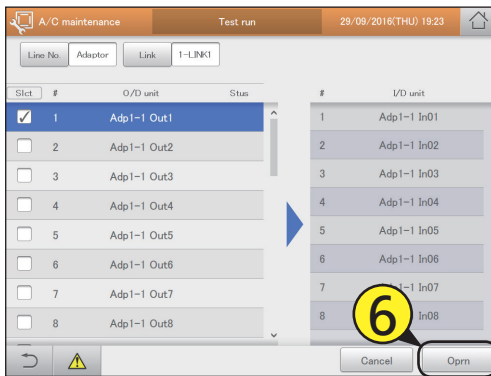 A/C maintenance Test run 29/09/2016(THU) 19:23
Line No. Adaptor Link 1-LINK1
Slct # O/D unit Stus # I/D unit
1 Adp1-1 Out1 1 Adp1-1 In01
2 Adp1-1 Out2 2 Adp1-1 In02
3 Adp1-1 Out3 3 Adp1-1 In03
4 Adp1-1 Out4 4 Adp1-1 In04
5 Adp1-1 Out5 5 Adp1-1 In05
6 Adp1-1 Out6 6 Adp1-1 In06
7 Adp1-1 Out7 7 Adp1-1 In07
8 Adp1-1 Out8 8 In08
6
Cancel Oprn